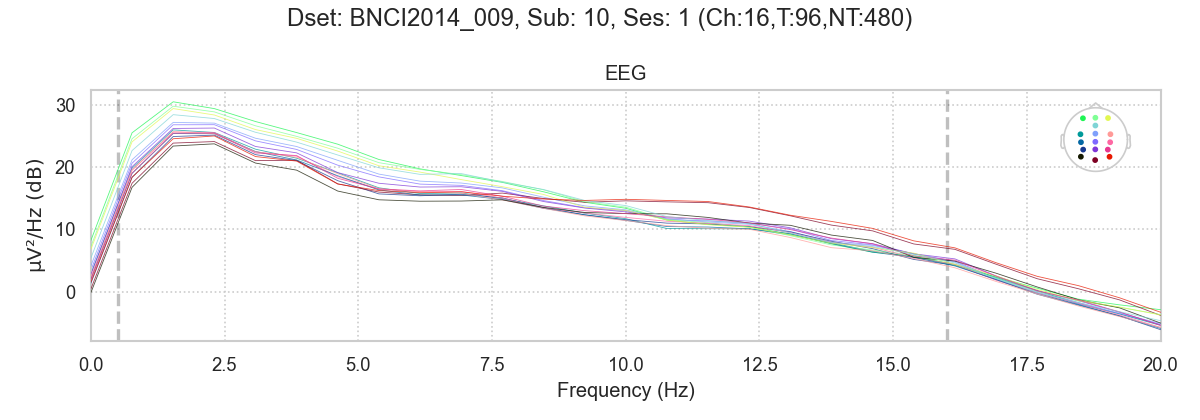 Dset: BNCI2014_009, Sub: 10, Ses: 1 (Ch:16,T:96,NT:480)
EEG
µV²/Hz (dB)
30
20
10
0
0.0 2.5 5.0 7.5 10.0 12.5 15.0 17.5 20.0
Frequency (Hz)